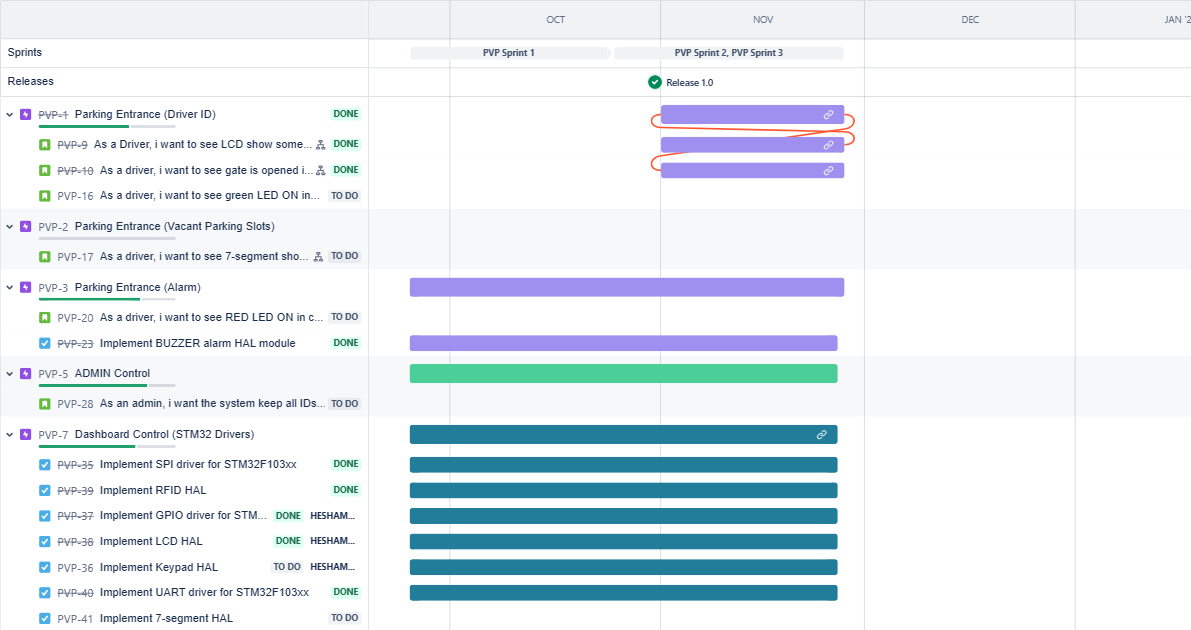 OCT NOV DEC JAN '2
Sprints PVP Sprint 1 PVP Sprint 2, PVP Sprint 3
Releases Release 1.0
PVP-1 Parking Entrance (Driver ID) DONE
PVP-9 As a Driver, i want to see LCD show some... DONE
PVP-10 As a driver, i want to see gate is opened i... DONE
PVP-16 As a driver, i want to see green LED ON in... TO DO
PVP-2 Parking Entrance (Vacant Parking Slots)
PVP-17 As a driver, i want to see 7-segment sho... TO DO
PVP-3 Parking Entrance (Alarm)
PVP-20 As a driver, i want to see RED LED ON in c... TO DO
PVP-23 Implement BUZZER alarm HAL module DONE
PVP-5 ADMIN Control
PVP-28 As an admin, i want the system keep all IDs... TO DO
PVP-7 Dashboard Control (STM32 Drivers)
PVP-35 Implement SPI driver for STM32F103xx DONE
PVP-39 Implement RFID HAL DONE
PVP-37 Implement GPIO driver for STM... DONE HESHAM...
PVP-38 Implement LCD HAL DONE HESHAM...
PVP-36 Implement Keypad HAL TO DO HESHAM...
PVP-40 Implement UART driver for STM32F103xx DONE
PVP-41 Implement 7-segment HAL TO DO